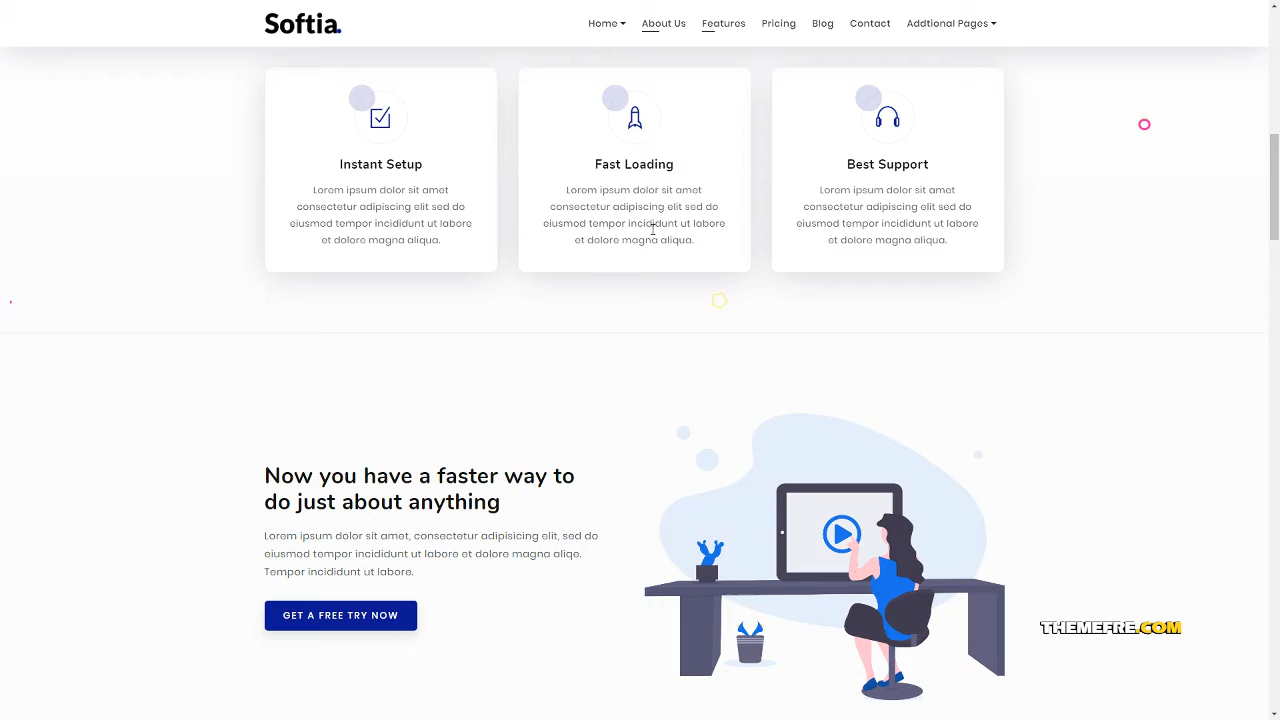 Softia.
Home
About Us
Features
Pricing
Blog
Contact
Addtional Pages
Instant Setup
Lorem ipsum dolor sit amet
consectetur adipiscing elit sed do
eiusmod tempor incididunt ut labore
et dolore magna aliqua.
Fast Loading
Lorem ipsum dolor sit amet
consectetur adipiscing elit sed do
eiusmod tempor incididunt ut labore
et dolore magna aliqua.
Best Support
Lorem ipsum dolor sit amet
consectetur adipiscing elit sed do
eiusmod tempor incididunt ut labore
et dolore magna aliqua.
Now you have a faster way to
do just about anything
Lorem ipsum dolor sit amet, consectetur adipisicing elit, sed do
eiusmod tempor incididunt ut labore et dolore magna aliqe.
Tempor incididunt ut labore.
GET A FREE TRY NOW
THEMEFRE.COM